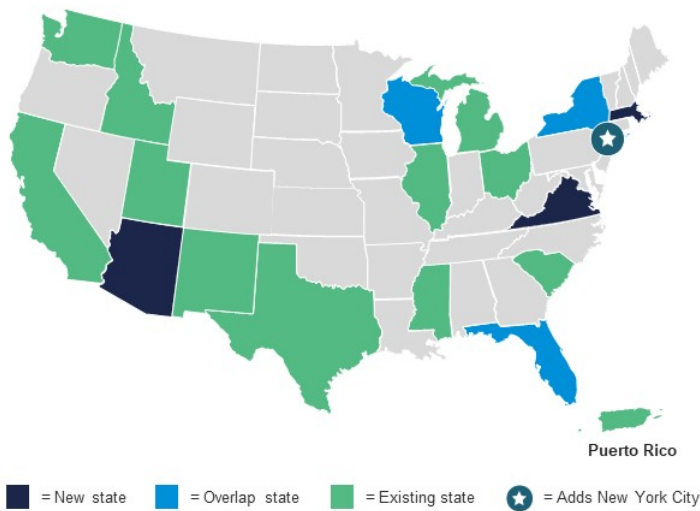 Puerto Rico
= New state
= Overlap state
= Existing state
= Adds New York City